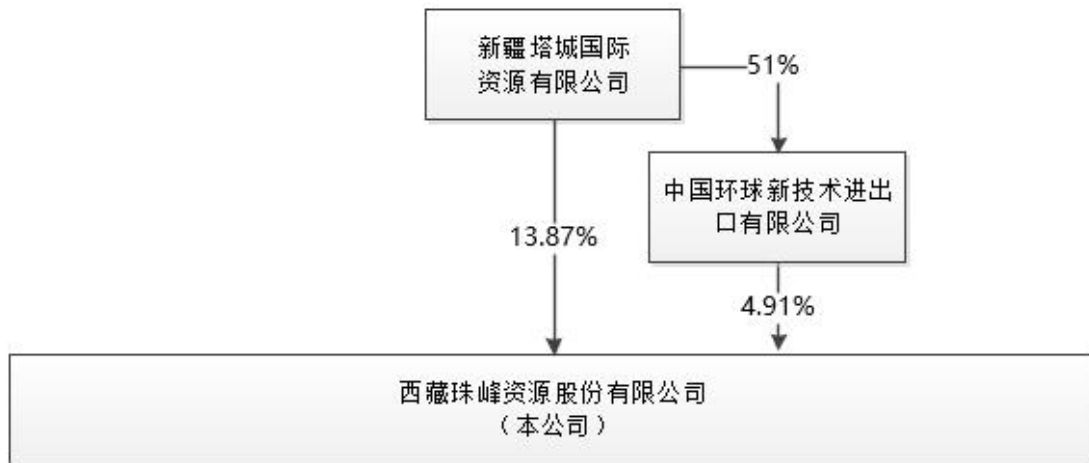 新疆塔城国际
资源有限公司
51%
中国环球新技术进出
口有限公司
13.87%
4.91%
西藏珠峰资源股份有限公司
（本公司）